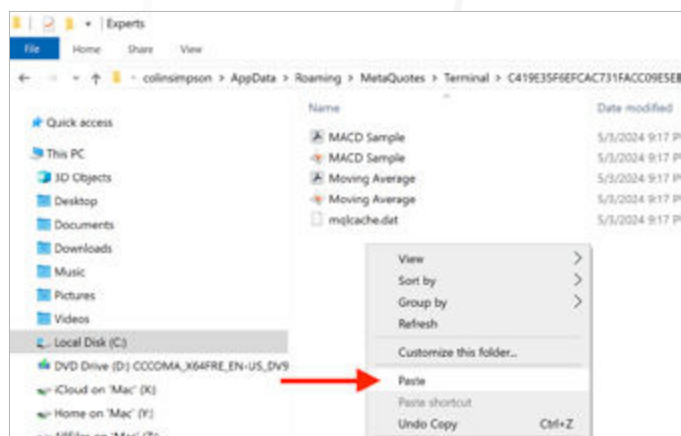 Experts
File Home Share View
colinsimpson > AppData > Roaming > MetaQuotes > Terminal >
Name Date modified
Quick access
This PC
3D Objects
Desktop
Documents
Downloads
Music
Pictures
Videos
Local Disk (C:)
DVD Drive (D:) CCCOMA_X64FRE_EN-US_DV9
iCloud on 'Mac' (X:)
Home on 'Mac' (Y:)
MACD Sample 5/3/2024 9:17 P
MACD Sample 5/3/2024 9:17 P
Moving Average 5/3/2024 9:17 P
Moving Average 5/3/2024 9:17 P
mqlcache.dat 5/3/2024 9:17 P
View
Sort by
Group by
Refresh
Customize this folder...
Paste
Paste shortcut
Undo Copy Ctrl+Z